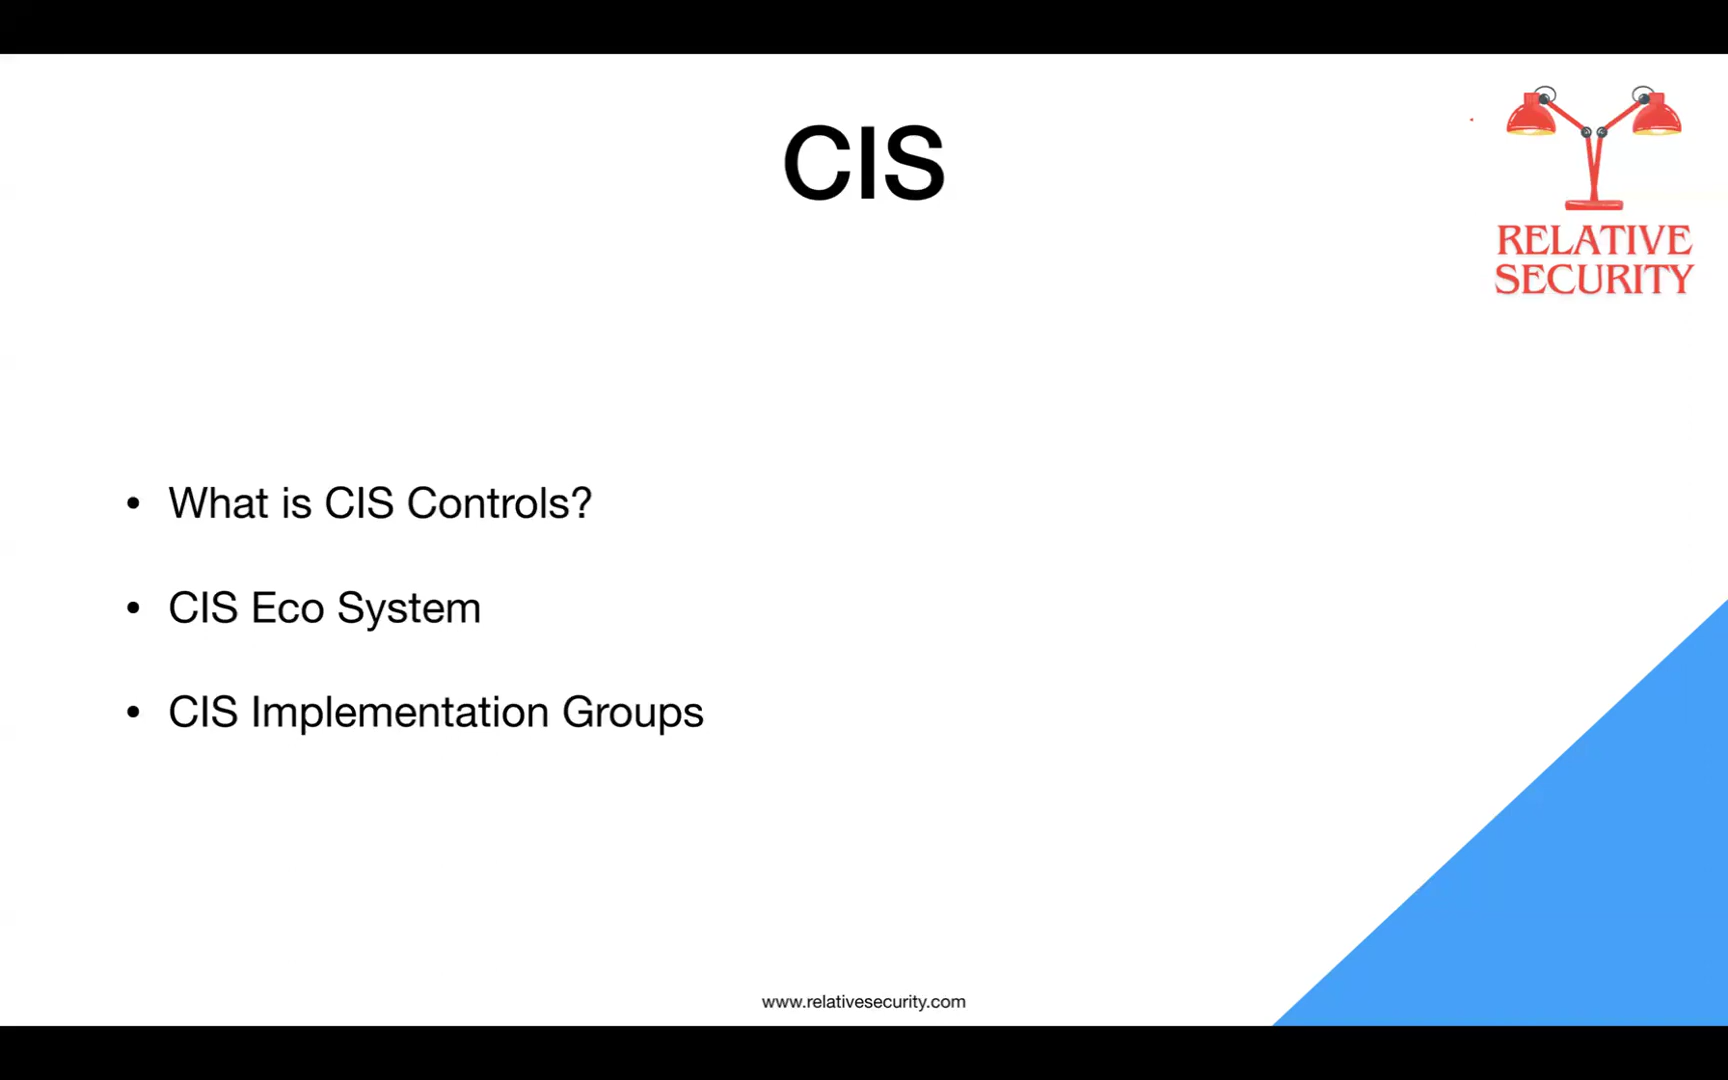 CIS
RELATIVE
SECURITY
• What is CIS Controls?
• CIS Eco System
• CIS Implementation Groups
www.relativesecurity.com